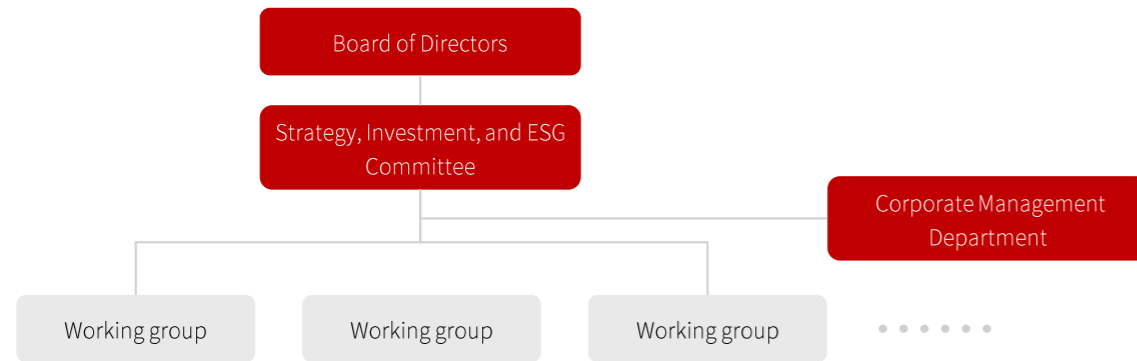 Board of Directors
Strategy, Investment, and ESG
Committee
Corporate Management
Department
Working group
Working group
Working group